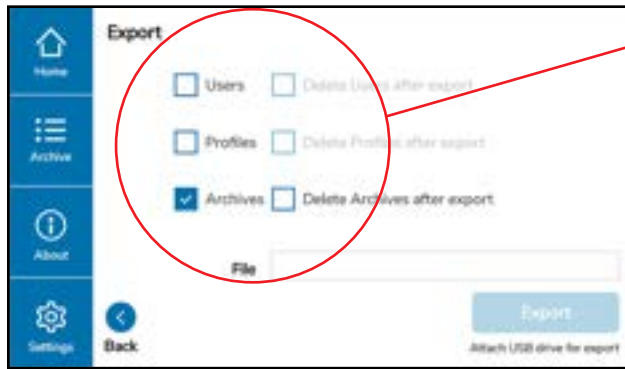 Export
Home
Users Delete Users after export
Archive
Profiles Delete Profiles after export
Archives Delete Archives after export
About
File
Settings
Back
Export
Attach USB drive for export